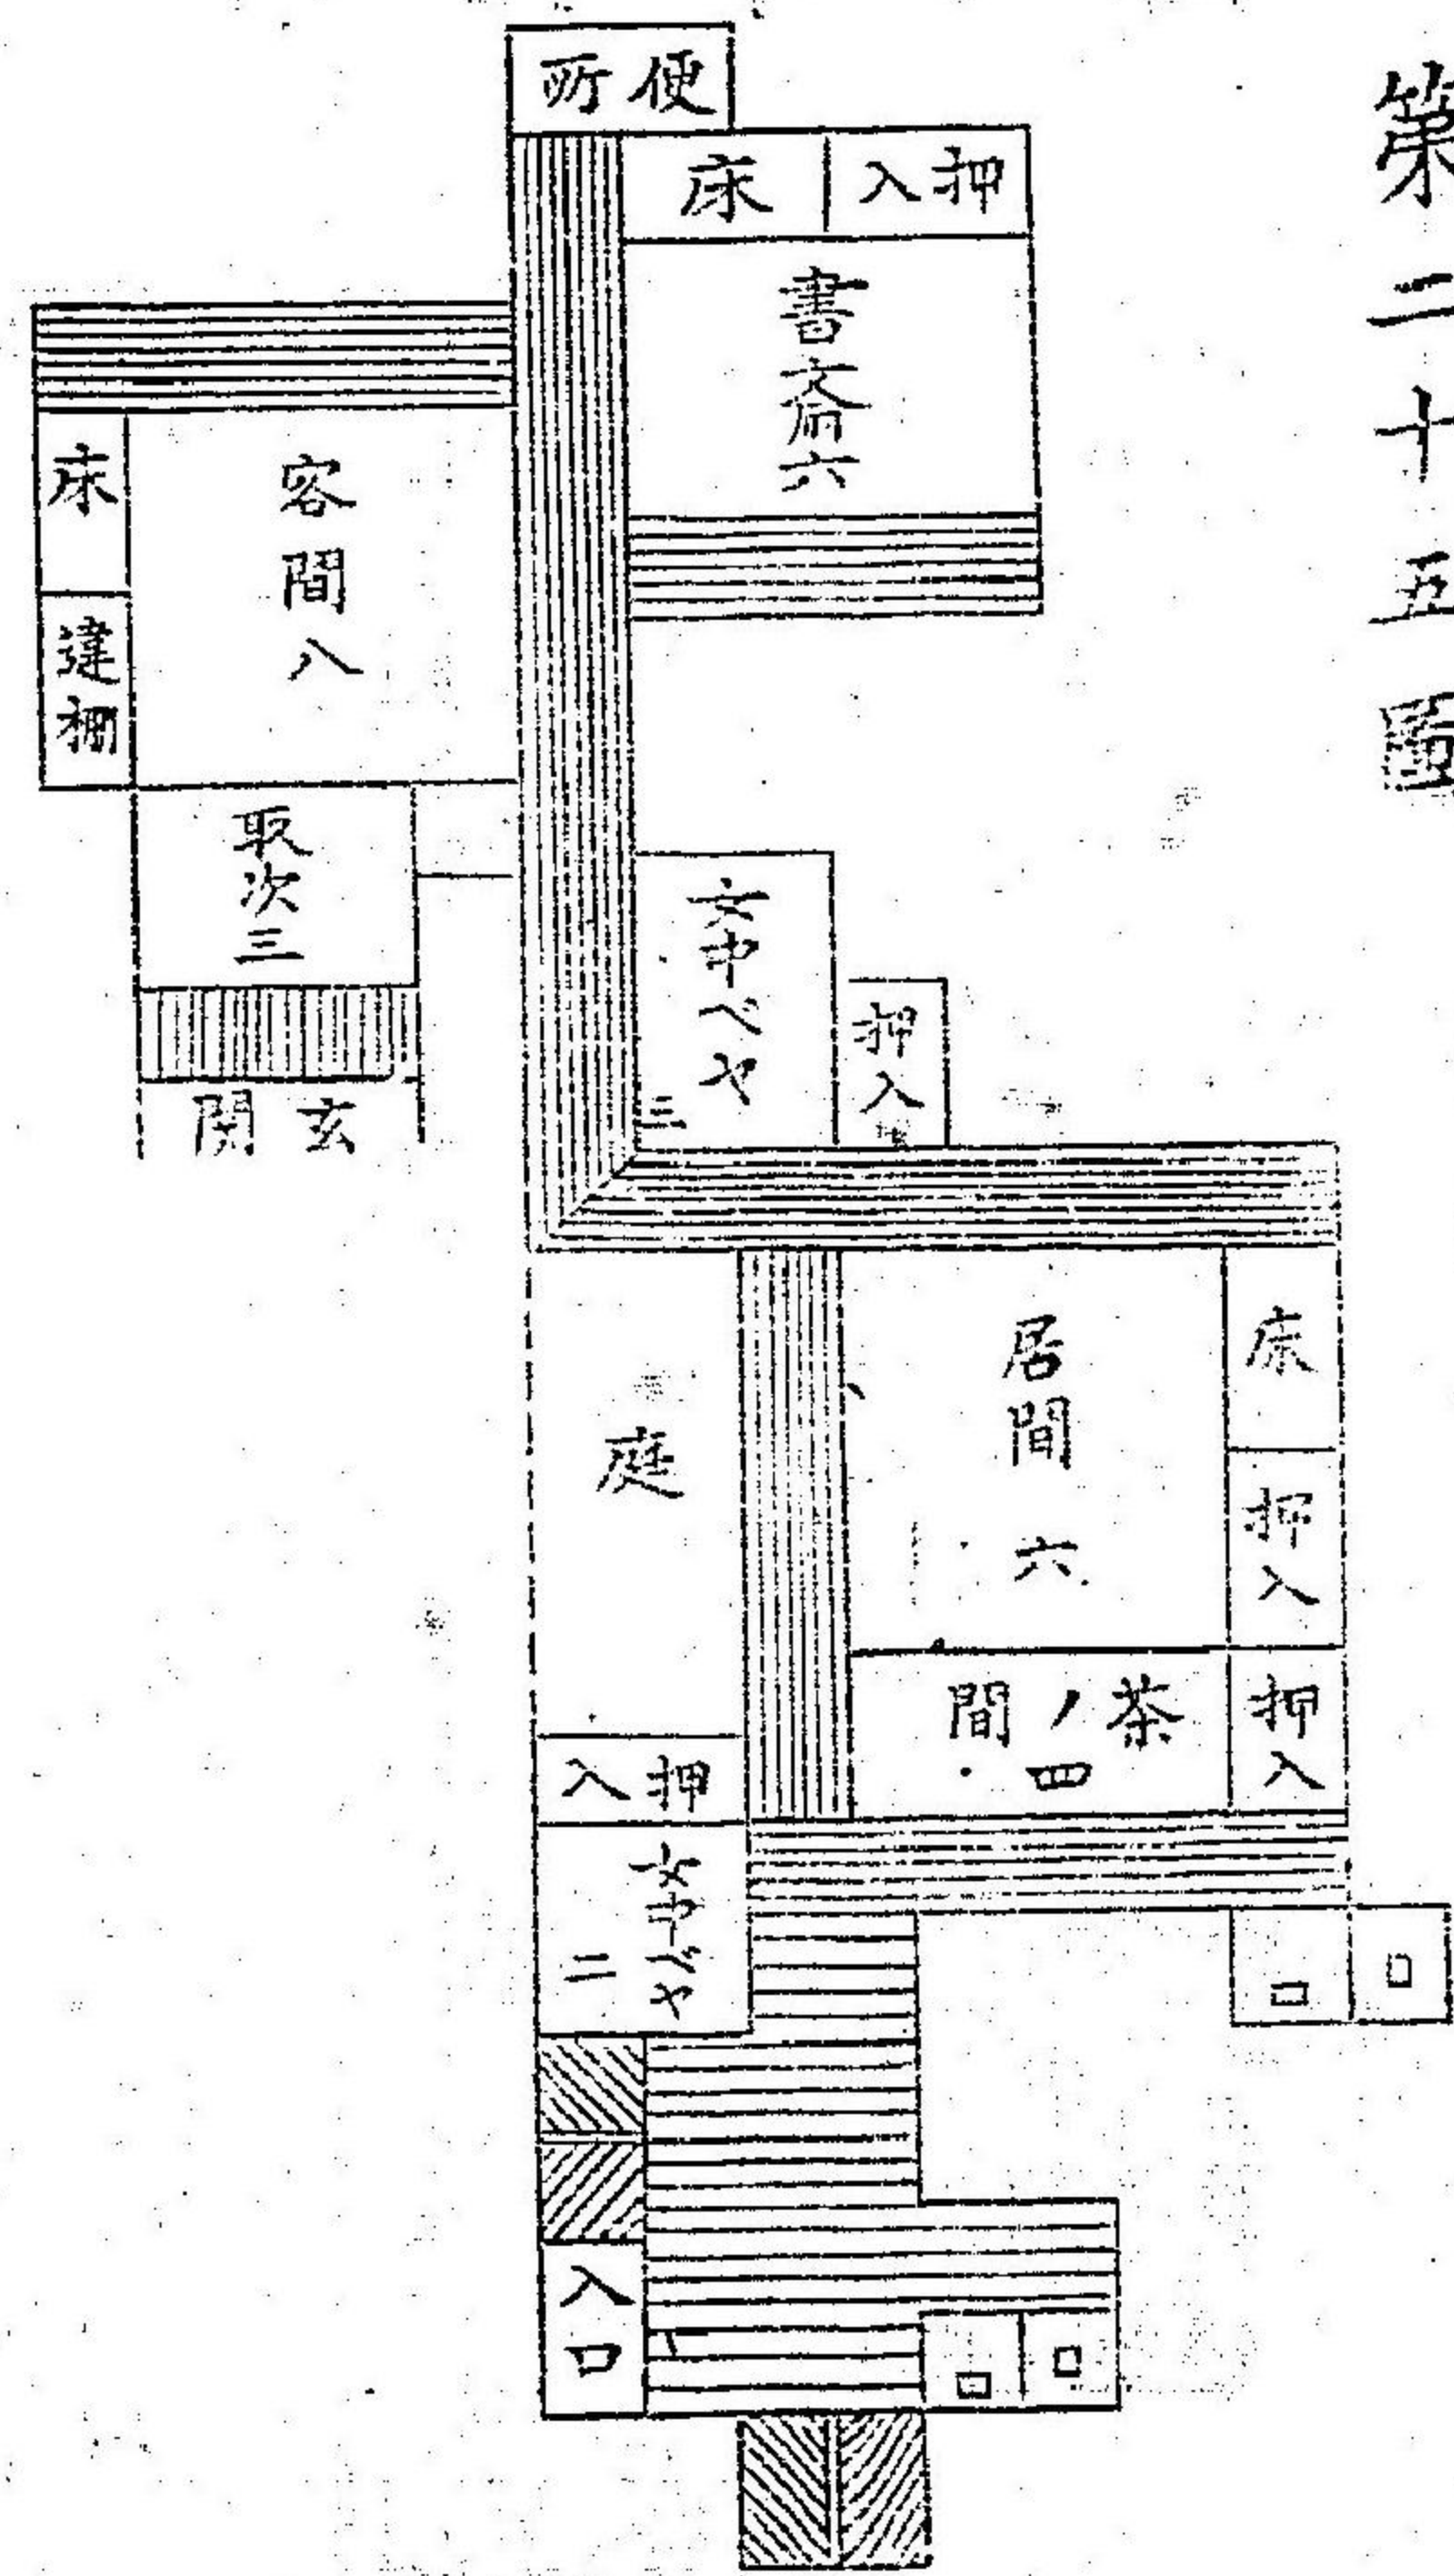 第二十五圖
便所
押入
床
書斎六
床
違棚
客間八
取次三
玄関
女中べヤ
三
押入
庭
居間 六
床
押入
茶ノ間
四
押入
押入
女中べヤ
二
入口